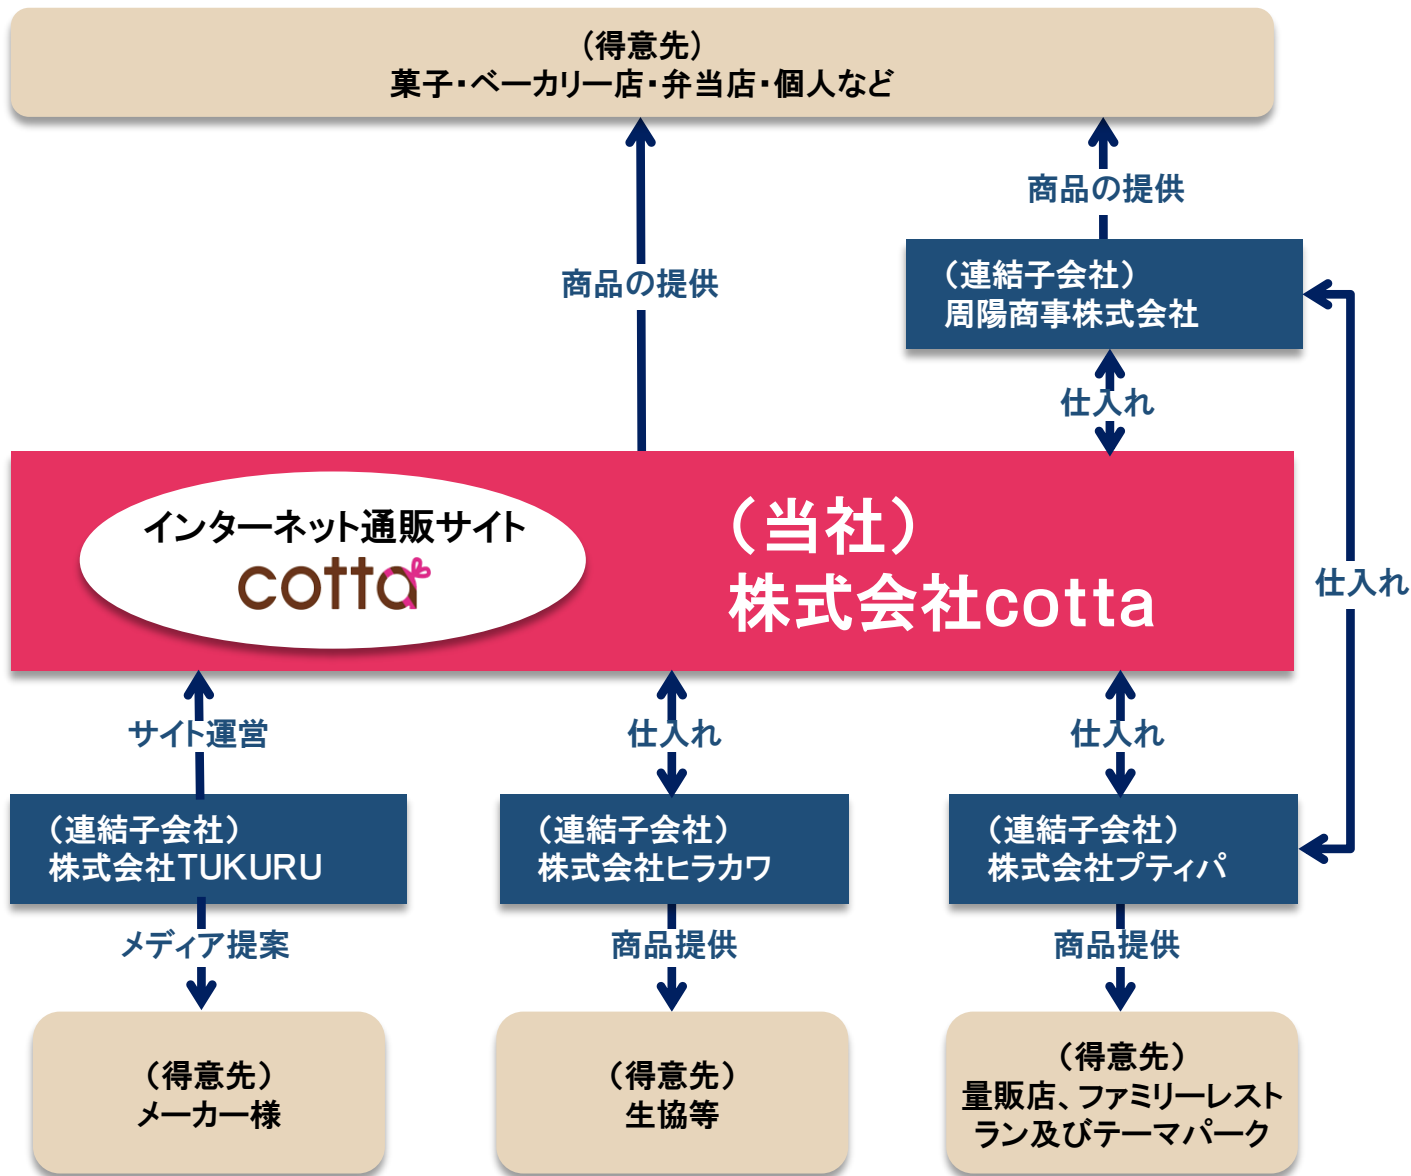 （得意先）
菓子・ベーカリー店・弁当店・個人など
商品の提供
（連結子会社）
周陽商事株式会社
商品の提供
仕入れ
インターネット通販サイト
cotta
（当社）
株式会社cotta
仕入れ
サイト運営
仕入れ
仕入れ
（連結子会社）
株式会社TUKURU
（連結子会社）
株式会社ヒラカワ
（連結子会社）
株式会社プティパ
メディア提案
商品提供
商品提供
（得意先）
メーカー様
（得意先）
生協等
（得意先）
量販店、ファミリーレスト
ラン及びテーマパーク